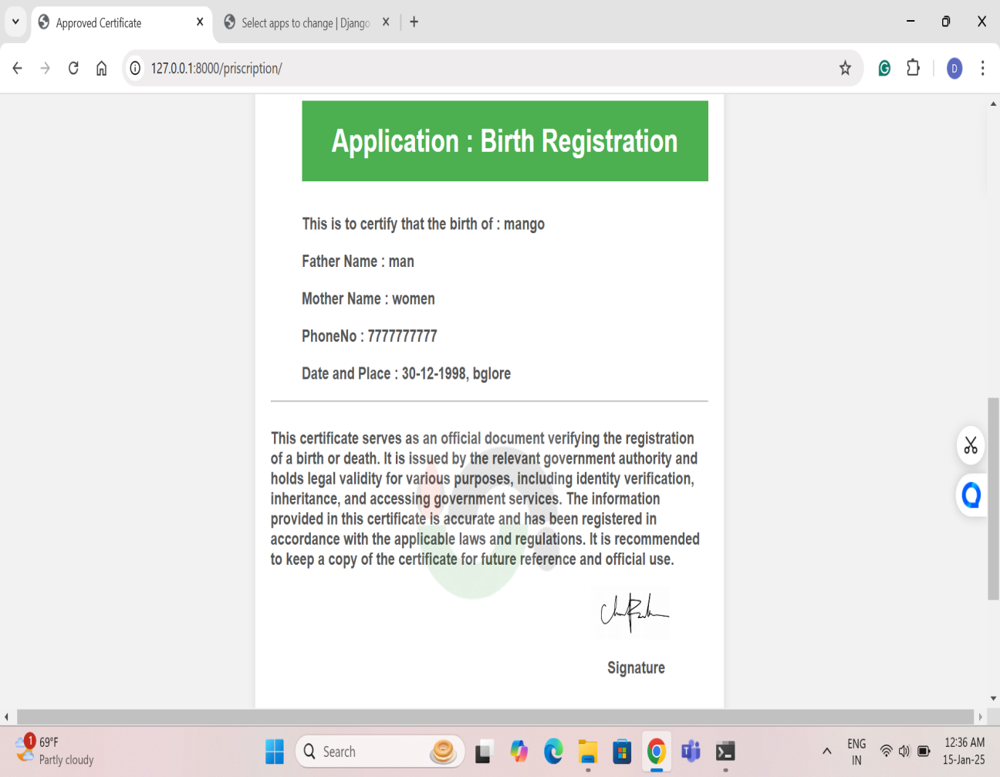 Approved Certificate
Select apps to change | Django
127.0.0.1:8000/priscription/
D
Application : Birth Registration
This is to certify that the birth of : mango
Father Name : man
Mother Name : women
PhoneNo : 7777777777
Date and Place : 30-12-1998, bglore
This certificate serves as an official document verifying the registration
of a birth or death. It is issued by the relevant government authority and
holds legal validity for various purposes, including identity verification,
inheritance, and accessing government services. The information
provided in this certificate is accurate and has been registered in
accordance with the applicable laws and regulations. It is recommended
to keep a copy of the certificate for future reference and official use.
Signature
1
69°F
Partly cloudy
Search
ENG
IN
12:36 AM
15-Jan-25